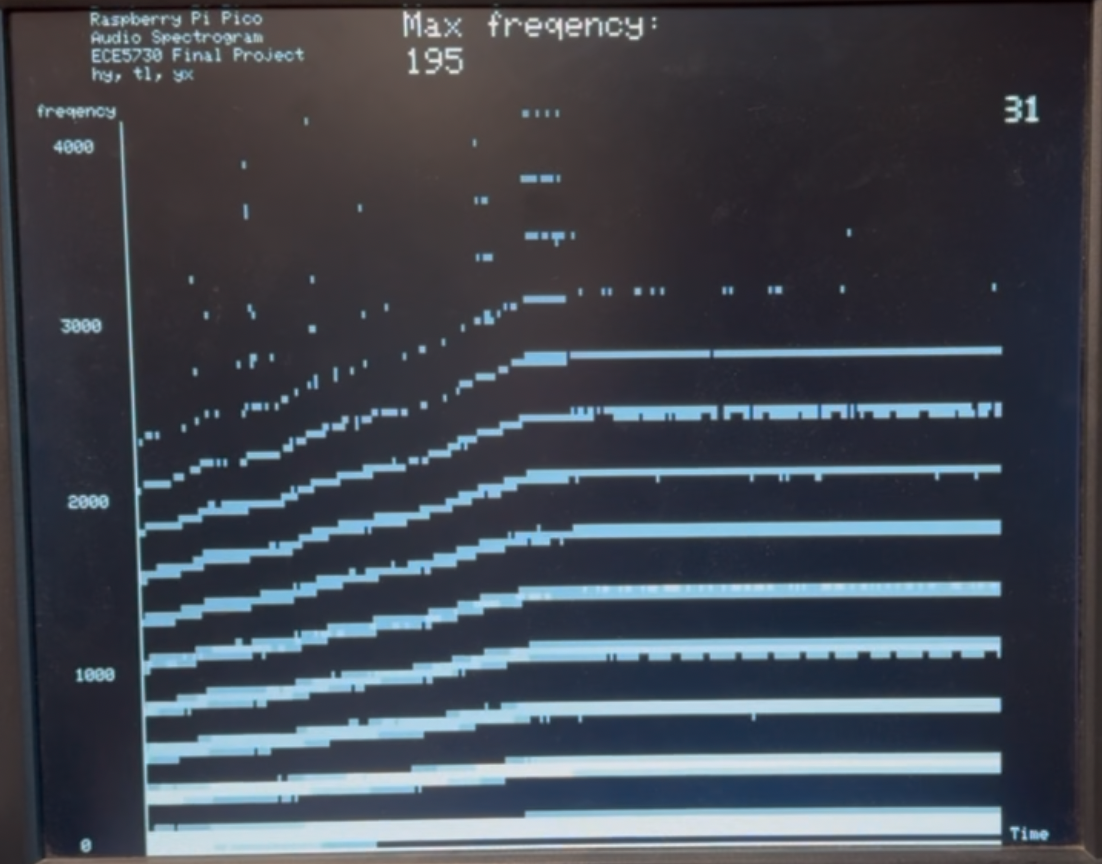 Raspberry Pi Pico
Audio Spectrogram
ECE5730 Final Project
hy, tl, yx
Max freqency:
195
freqency
31
4000
3000
2000
1000
0
Time